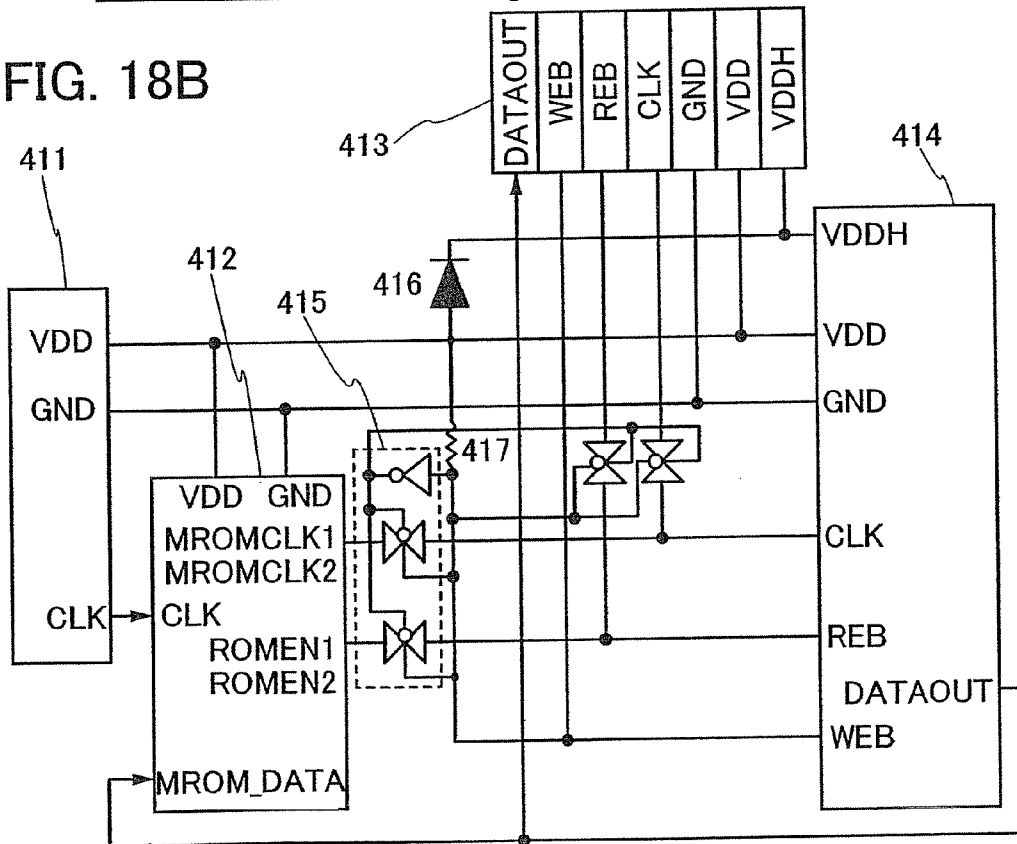 FIG. 18B
413
DATAOUT
WEB
REB
CLK
GND
VDD
VDDH
411
412
415
416
417
414
VDD
GND
CLK
VDD GND
MROMCLK1
MROMCLK2
CLK
ROMEN1
ROMEN2
MROM_DATA
VDDH
VDD
GND
CLK
REB
DATAOUT
WEB